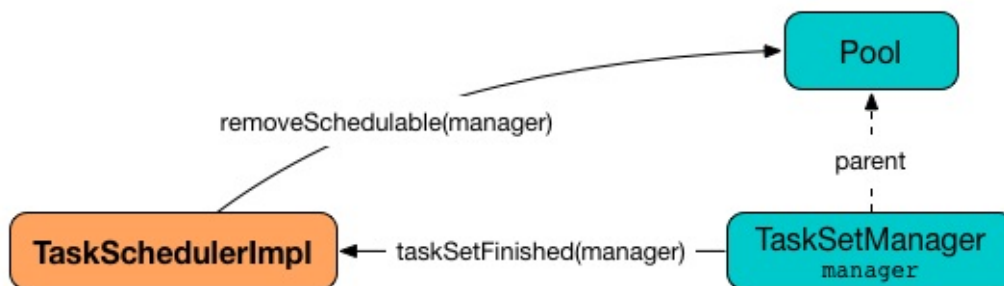 Pool
removeSchedulable(manager)
parent
TaskSchedulerImpl
taskSetFinished(manager)
TaskSetManager
manager